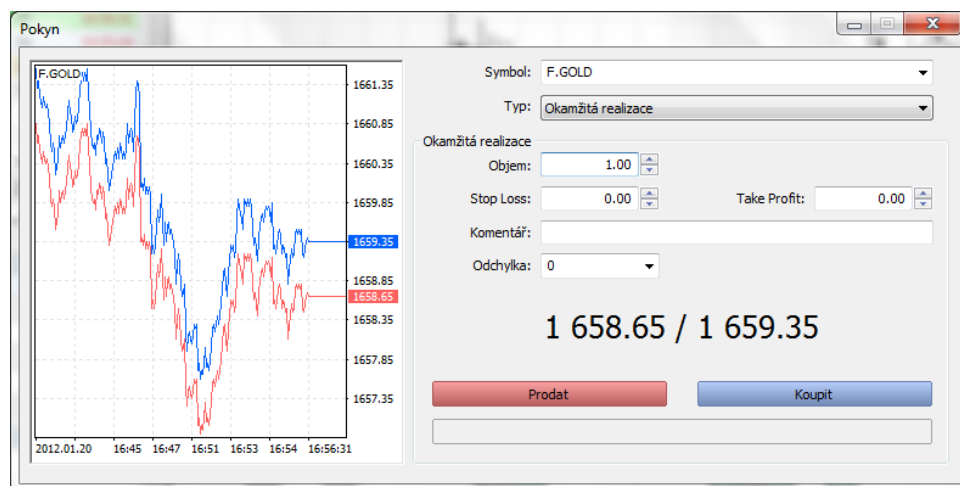 Pokyn
F.GOLD
1661.35
1660.85
1660.35
1659.85
1659.35
1658.85
1658.65
1658.35
1657.85
1657.35
2012.01.20 16:45 16:47 16:51 16:53 16:54 16:56:31
Symbol: F.GOLD
Typ: Okamžitá realizace
Okamžitá realizace
Objem: 1.00
Stop Loss: 0.00 Take Profit: 0.00
Komentář:
Odchylka: 0
1 658.65 / 1 659.35
Prodat Koupit